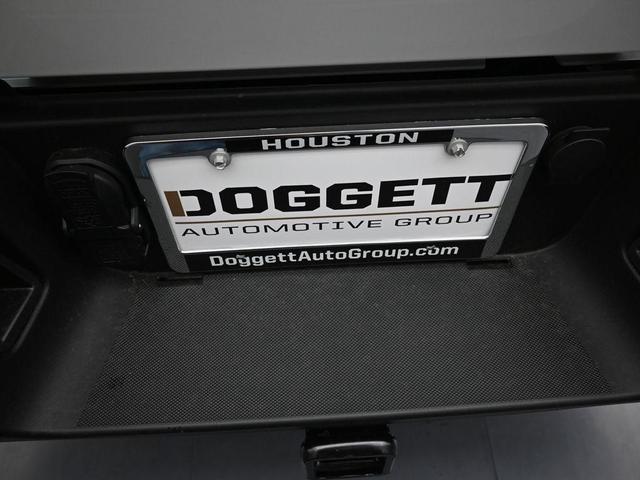 HOUSTON
DOGGETT
AUTOMOTIVE GROUP
DoggettAutoGroup.com